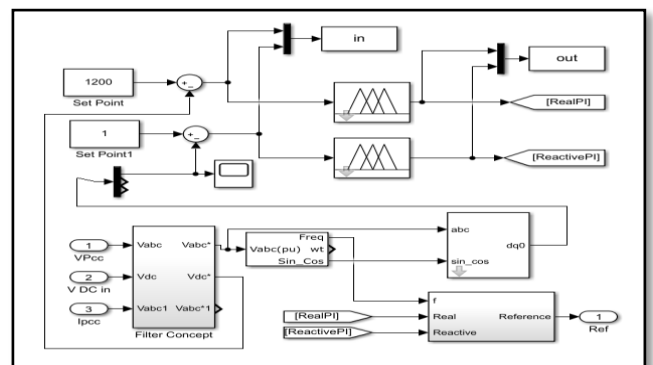 in
out
1200
Set Point
[RealPI]
1
Set Point1
[ReactivePI]
1
VPcc
2
V DC in
3
Ipcc
Vabc
Vdc
Vabc1
Vabc*
Vdc*
Vabc*1
Filter Concept
Vabc(pu)
Freq
wt
Sin_Cos
abc
sin_cos
dq0
[RealPI]
[ReactivePI]
f
Real
Reactive
Reference
1
Ref